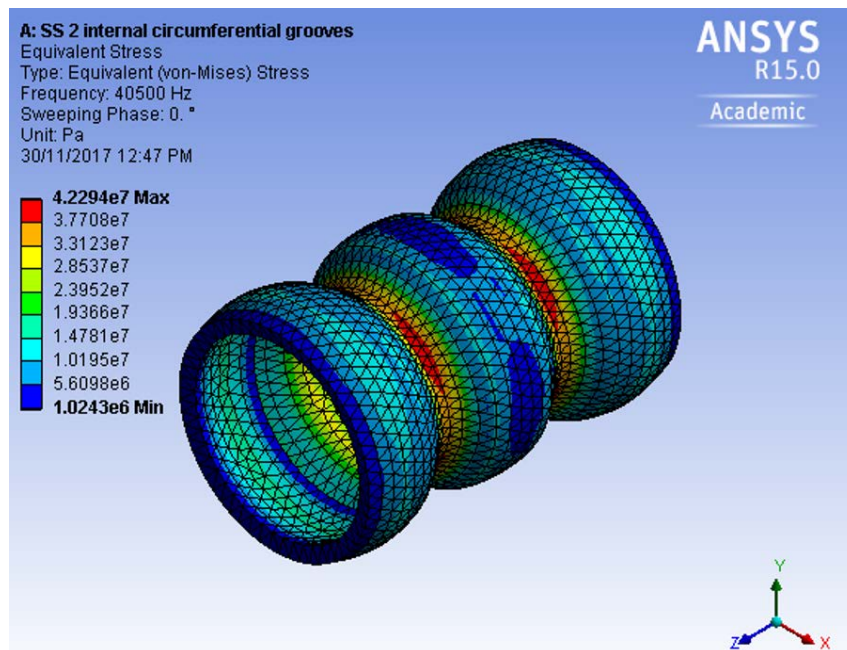 A: SS 2 internal circumferential grooves
Equivalent Stress
Type: Equivalent (von-Mises) Stress
Frequency: 40500 Hz
Sweeping Phase: 0. °
Unit: Pa
30/11/2017 12:47 PM
4.2294e7 Max
3.7708e7
3.3123e7
2.8537e7
2.3952e7
1.9366e7
1.4781e7
1.0195e7
5.6098e6
1.0243e6 Min
ANSYS
R15.0
Academic
Y
Z
X